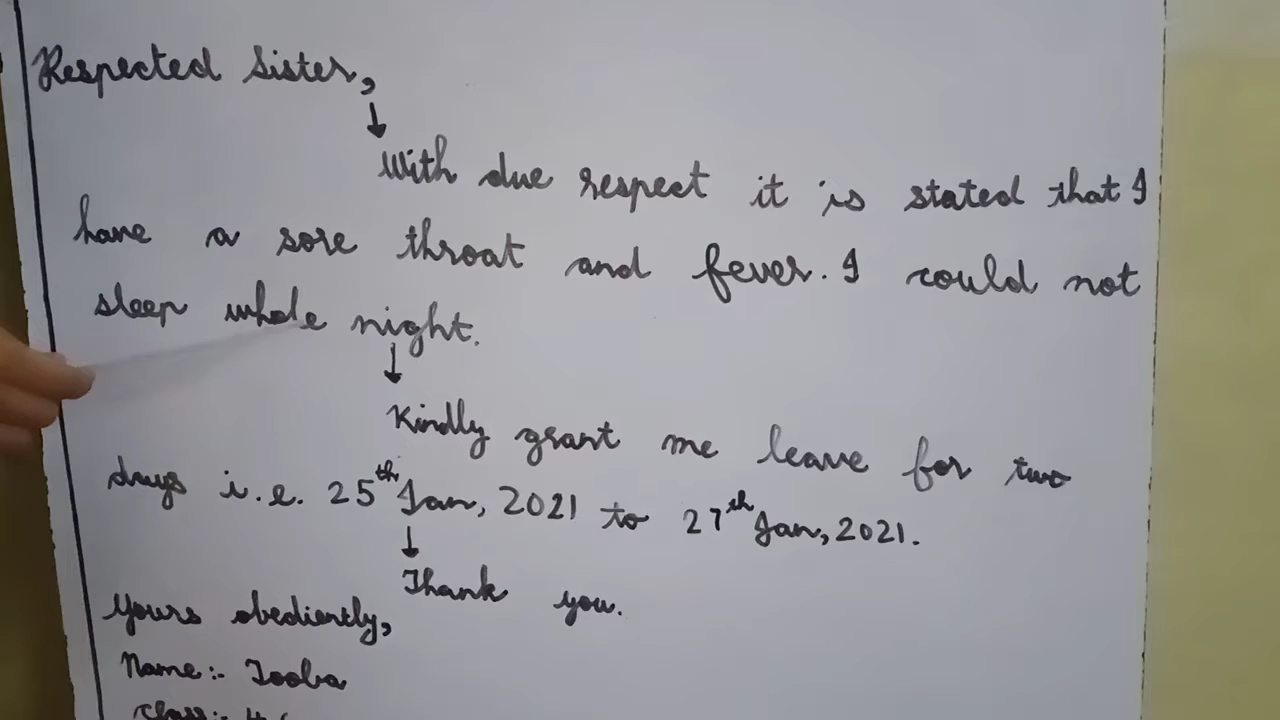 Respected Sister,
↓
With due respect it is stated that I
have a sore throat and fever. I could not
sleep whole night.
↓
Kindly grant me leave for two
days i.e. 25th Jan, 2021 to 27th Jan, 2021.
↓
Thank you.
Yours obediently,
Name:- Tooba
Class:-